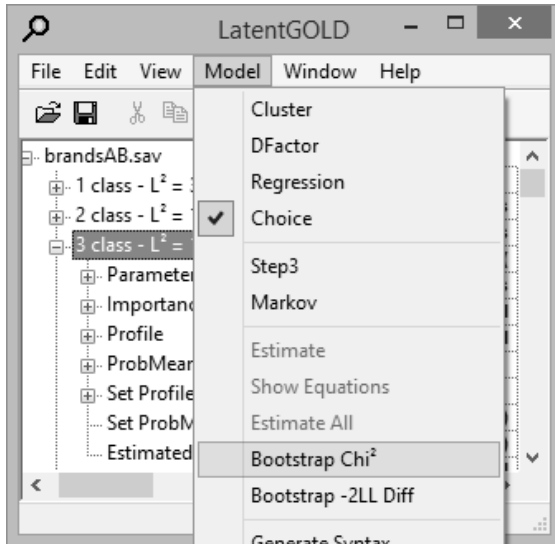 LatentGOLD
File Edit View Model Window Help
Cluster
DFactor
Regression
Choice
Step3
Markov
Estimate
Show Equations
Estimate All
Bootstrap Chi²
Bootstrap -2LL Diff
Generate Syntax
brandsAB.sav
1 class - L² =
2 class - L² =
3 class - L² =
Parameter
Importanc
Profile
ProbMear
Set Profile
Set ProbM
Estimated